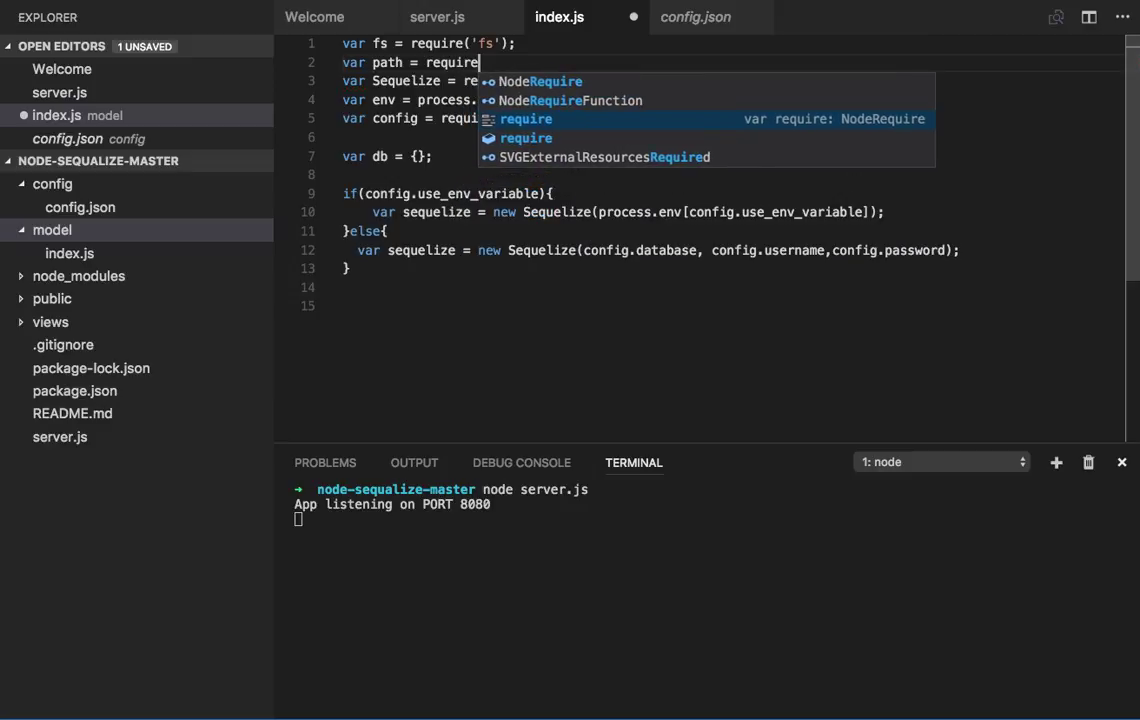 EXPLORER
OPEN EDITORS 1 UNSAVED
Welcome
server.js
index.js model
config.json config
NODE-SEQUALIZE-MASTER
config
config.json
model
index.js
node_modules
public
views
.gitignore
package-lock.json
package.json
README.md
server.js
Welcome server.js index.js config.json
1 var fs = require('fs');
2 var path = require
3 var Sequelize = re
4 var env = process.
5 var config = requi
6
7 var db = {};
8
9 if(config.use_env_variable){
10 var sequelize = new Sequelize(process.env[config.use_env_variable]);
11 }else{
12 var sequelize = new Sequelize(config.database, config.username,config.password);
13 }
14
15
NodeRequire
NodeRequireFunction
require var require: NodeRequire
require
SVGExternalResourcesRequired
PROBLEMS OUTPUT DEBUG CONSOLE TERMINAL 1: node
➜ node-sequalize-master node server.js
App listening on PORT 8080